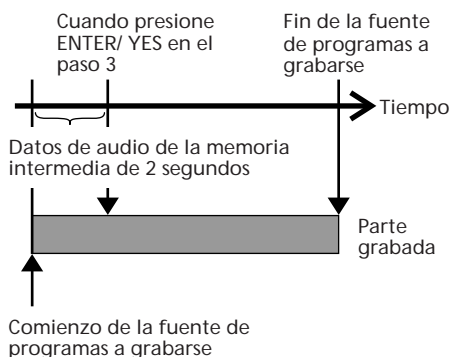 Cuando presione
ENTER/ YES en el
paso 3
Fin de la fuente
de programas a
grabarse
Tiempo
Datos de audio de la memoria
intermedia de 2 segundos
Parte
grabada
Comienzo de la fuente de
programas a grabarse